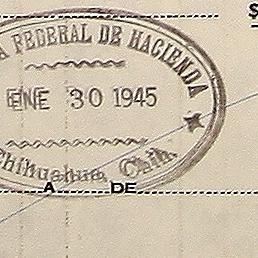 $
A FEDERAL DE HACIENDA
ENE 30 1945
Chihuahua, Chih.
A DE